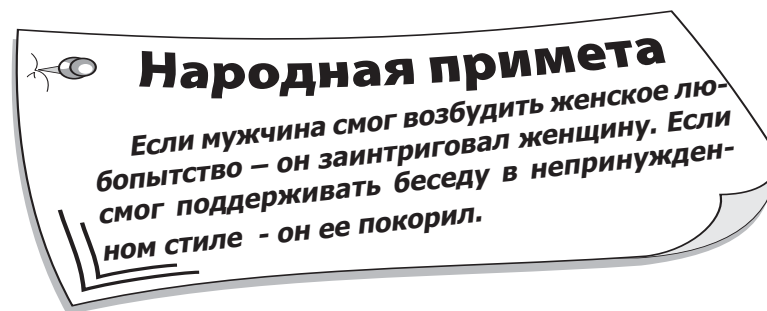 Народная примета
Если мужчина смог возбудить женское лю-
бопытство – он заинтриговал женщину. Если
смог поддерживать беседу в непринужден-
ном стиле - он ее покорил.